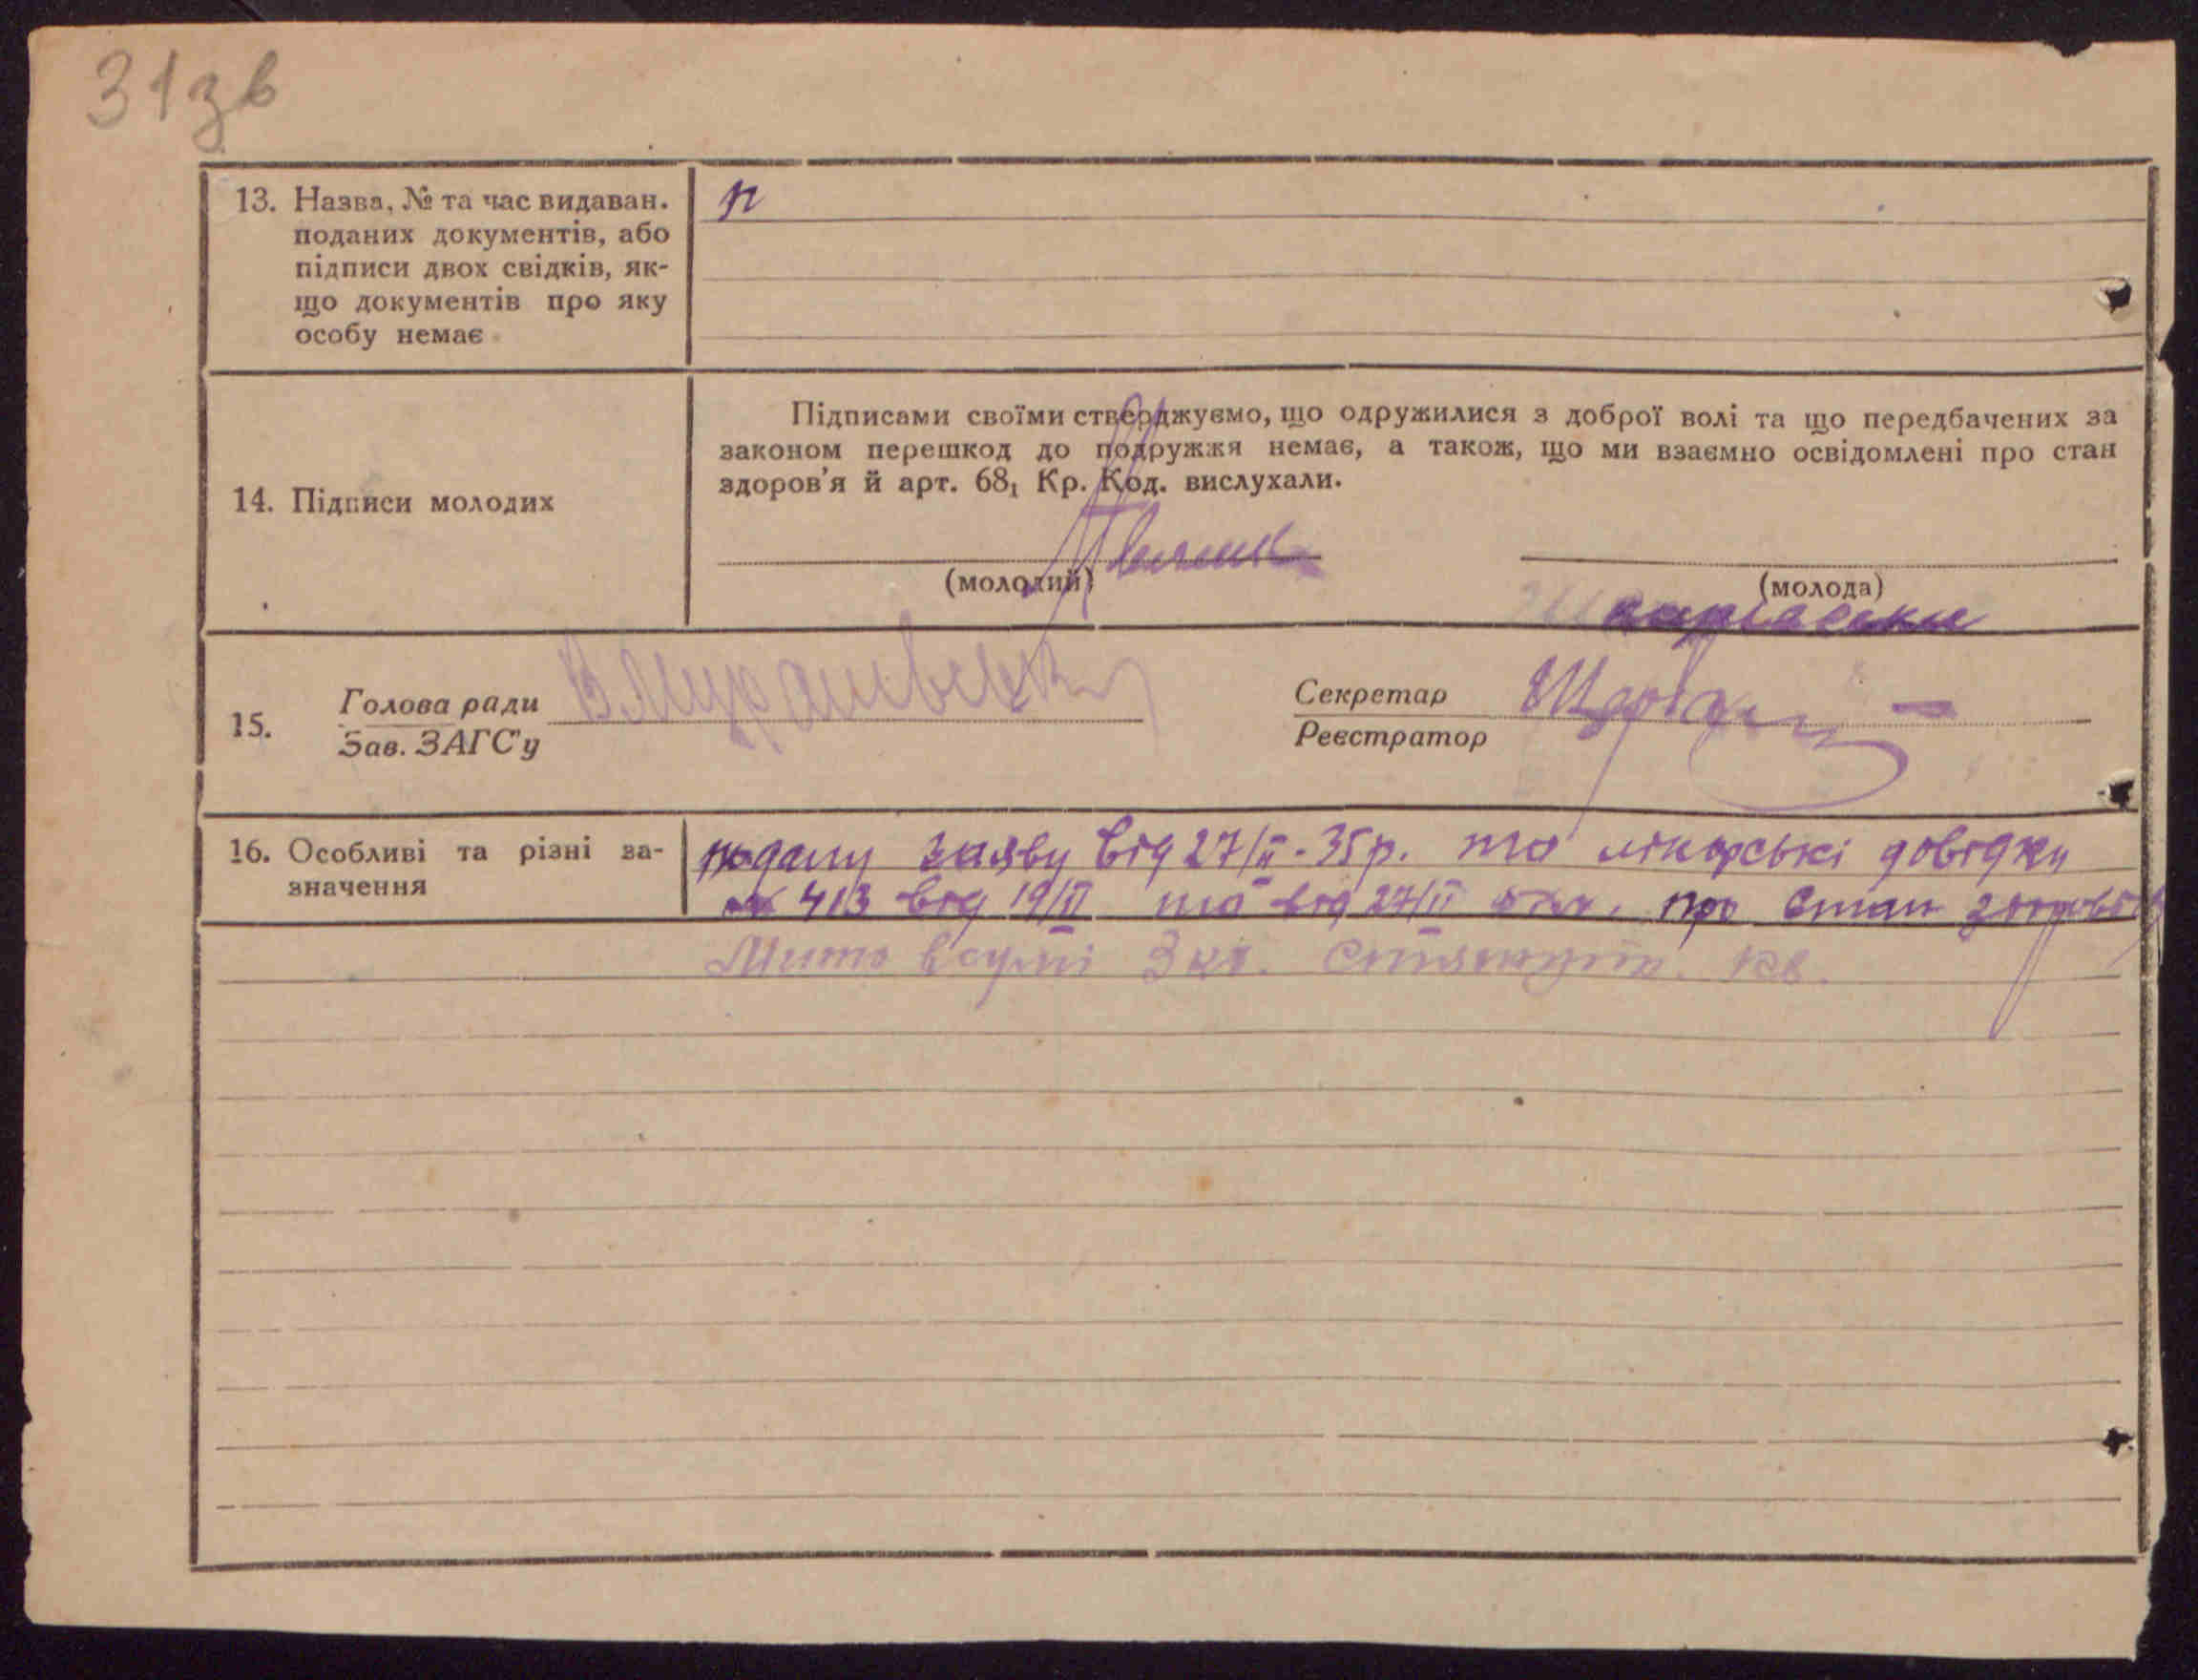 31зв
13. Назва, № та час видаван.
поданих документів, або
підписи двох свідків, як-
що документів про яку
особу немає
п
14. Підписи молодих
Підписами своїми стверджуємо, що одружилися з доброї волі та що передбачених за
законом перешкод до подружжя немає, а також, що ми взаємно освідомлені про стан
здоров'я й арт. 68₁ Кр. Код. вислухали.
(молодий)
(молода)
15.
Голова ради
Зав. ЗАГС'у
Секретар
Реєстратор
16. Особливі та різні за-
значення
подану заяву від 27/II-35р. та лікарські довідки
№ 413 від 19/II та від 27/II про стан
Мито в сумі 3 кр. кв.